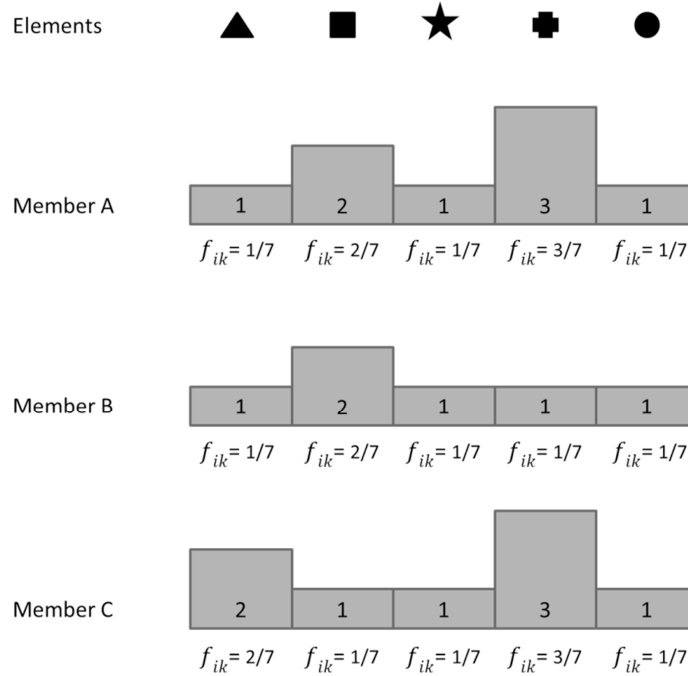 Elements
Member A
1 2 1 3 1
f_ik= 1/7 f_ik= 2/7 f_ik= 1/7 f_ik= 3/7 f_ik= 1/7
Member B
1 2 1 1 1
f_ik= 1/7 f_ik= 2/7 f_ik= 1/7 f_ik= 1/7 f_ik= 1/7
Member C
2 1 1 3 1
f_ik= 2/7 f_ik= 1/7 f_ik= 1/7 f_ik= 3/7 f_ik= 1/7